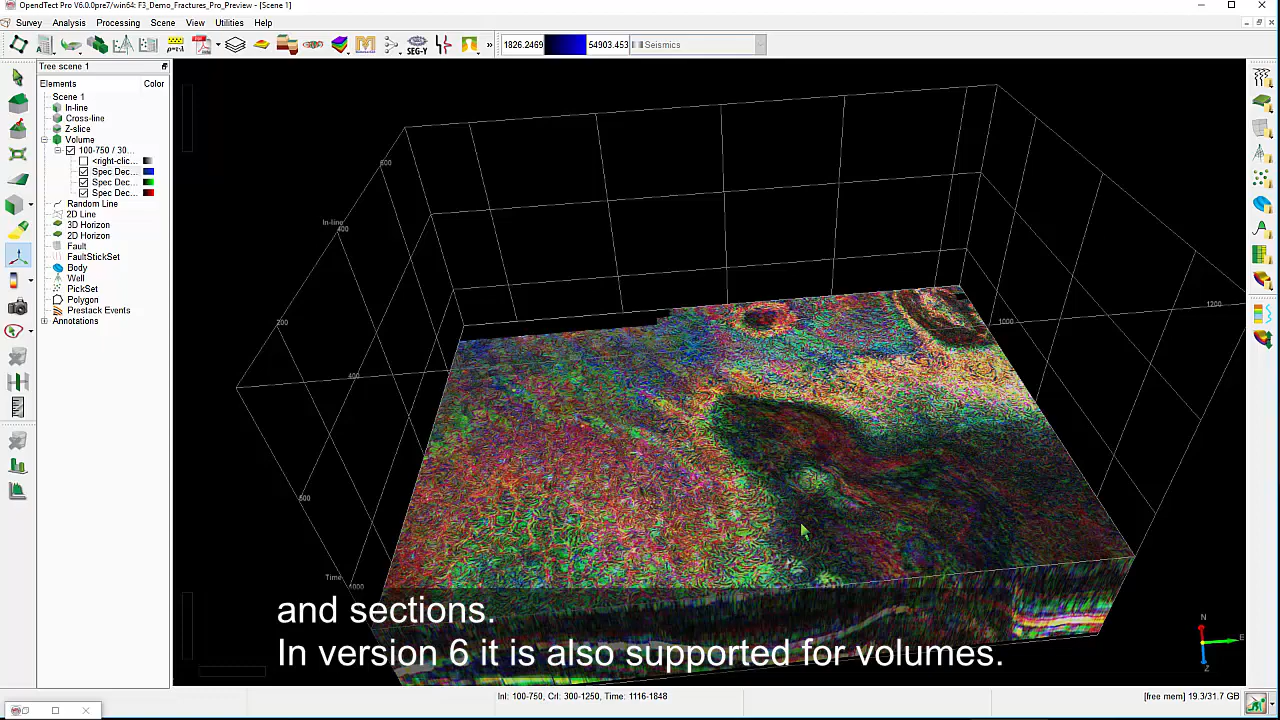 OpendTect Pro V6.0.0pre7/win64: F3_Demo_Fractures_Pro_Preview - [Scene 1]
Survey Analysis Processing Scene View Utilities Help
SEG-Y » 1826.2469 54903.453 Seismics
Tree scene 1
Elements Color
Scene 1
In-line
Cross-line
Z-slice
Volume
100-750 / 30...
<right-clic...
Spec Dec...
Spec Dec...
Spec Dec...
Random Line
2D Line
3D Horizon
2D Horizon
Fault
FaultStickSet
Body
Well
PickSet
Polygon
Prestack Events
Annotations
600
In-line
400
200
400
1000
1200
Time
1000
N
E
Z
and sections.
In version 6 it is also supported for volumes.
Inl: 100-750, Crl: 300-1250, Time: 1116-1848
[free mem] 19.3/31.7 GB